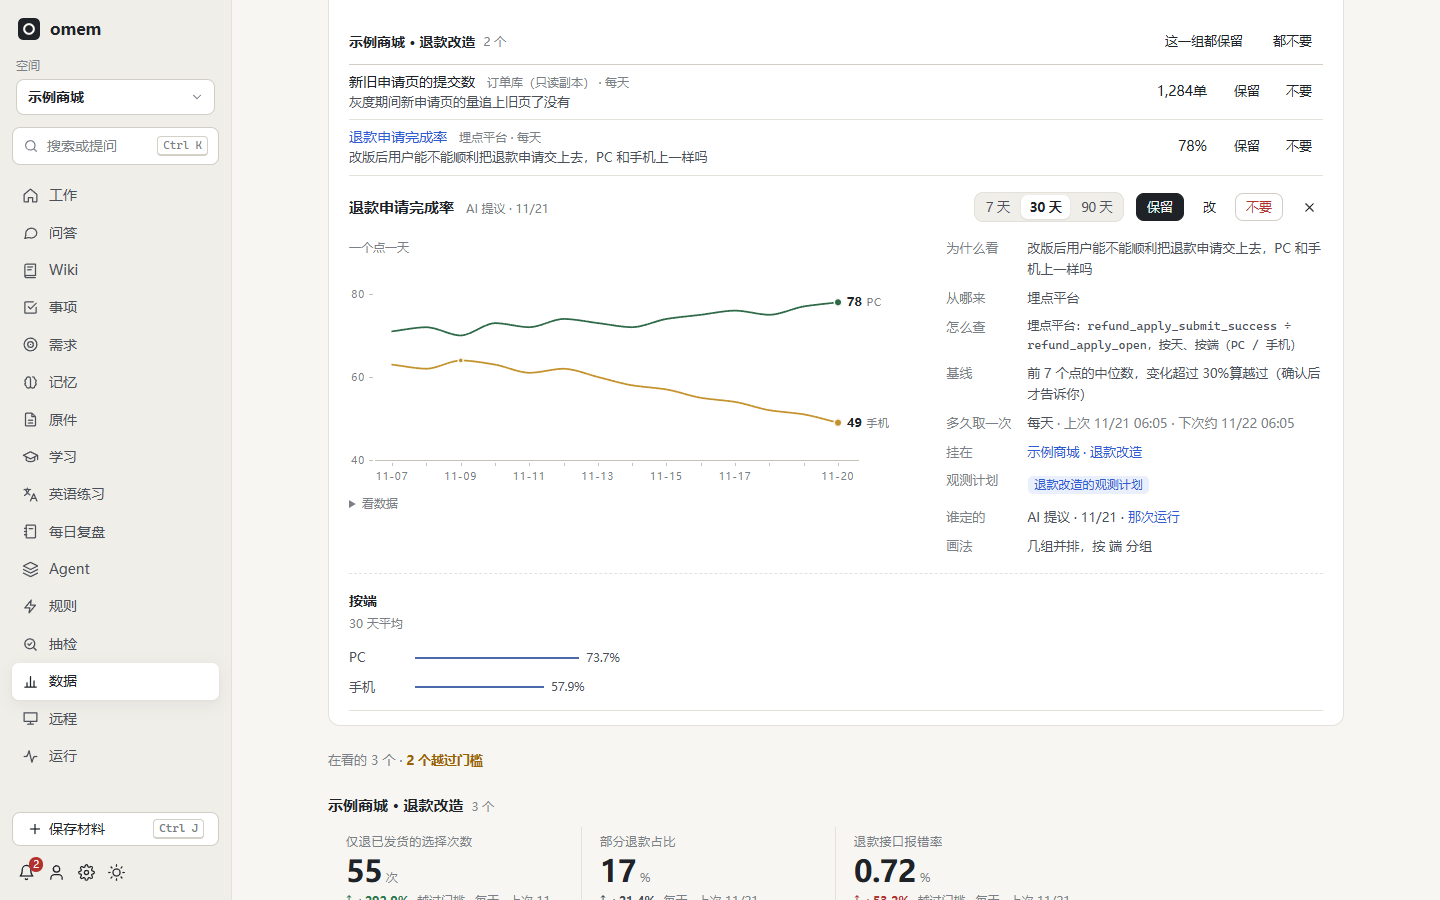 omem
空间
示例商城
搜索或提问 Ctrl K
工作
问答
Wiki
事项
需求
记忆
原件
学习
英语练习
每日复盘
Agent
规则
抽检
数据
远程
运行
保存材料 Ctrl J
2
示例商城 • 退款改造 2 个 这一组都保留 都不要
新旧申请页的提交数 订单库（只读副本） · 每天
灰度期间新申请页的量追上旧页了没有
1,284单 保留 不要
退款申请完成率 埋点平台 · 每天
改版后用户能不能顺利把退款申请交上去，PC 和手机上一样吗
78% 保留 不要
退款申请完成率 AI 提议 · 11/21 7 天 30 天 90 天 保留 改 不要
一个点一天
80
60
40
78 PC
49 手机
11-07 11-09 11-11 11-13 11-15 11-17 11-20
看数据
为什么看 改版后用户能不能顺利把退款申请交上去，PC 和手
机上一样吗
从哪来 埋点平台
怎么查 埋点平台: refund_apply_submit_success ÷
refund_apply_open，按天、按端（PC / 手机）
基线 前 7 个点的中位数，变化超过 30%算越过（确认后
才告诉你）
多久取一次 每天 · 上次 11/21 06:05 · 下次约 11/22 06:05
挂在 示例商城 · 退款改造
观测计划 退款改造的观测计划
谁定的 AI 提议 · 11/21 · 那次运行
画法 几组并排，按 端 分组
按端
30 天平均
PC 73.7%
手机 57.9%
在看的 3 个 · 2 个越过门槛
示例商城 • 退款改造 3 个
仅退已发货的选择次数
55 次
部分退款占比
17 %
退款接口报错率
0.72 %